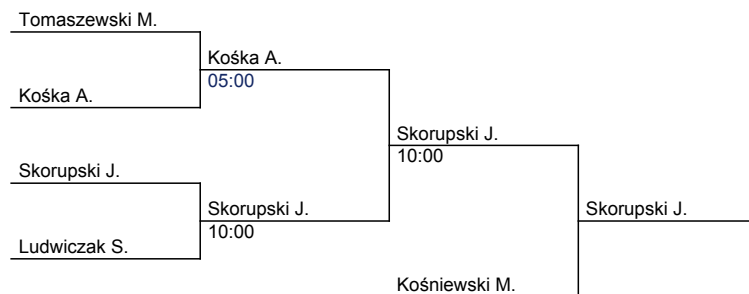 Tomaszewski M.
Kośka A.
05:00
Kośka A.
Skorupski J.
10:00
Skorupski J.
Skorupski J.
Skorupski J.
10:00
Ludwiczak S.
Kośniewski M.